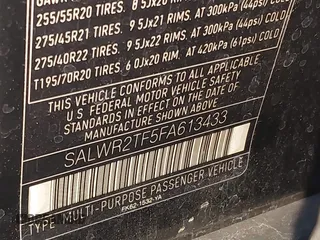 255/55R20 TIRES. 8.5Jx20 RIMS. AT 300kPa (44psi)
275/45R21 TIRES. 9.5Jx21 RIMS. AT 300kPa (44psi) COLD
275/40R22 TIRES. 9.5Jx22 RIMS. AT 300kPa (44psi) COLD
T195/70R20 TIRES. 6.0Jx20 RIM. AT 420kPa (61psi) COLD
THIS VEHICLE CONFORMS TO ALL APPLICABLE
U.S FEDERAL MOTOR VEHICLE SAFETY
STANDARDS IN EFFECT ON THE DATE OF
MANUFACTURE SHOWN ABOVE
SALWR2TF5FA613433
TYPE MULTI-PURPOSE PASSENGER VEHICLE
FK62-1532-YA